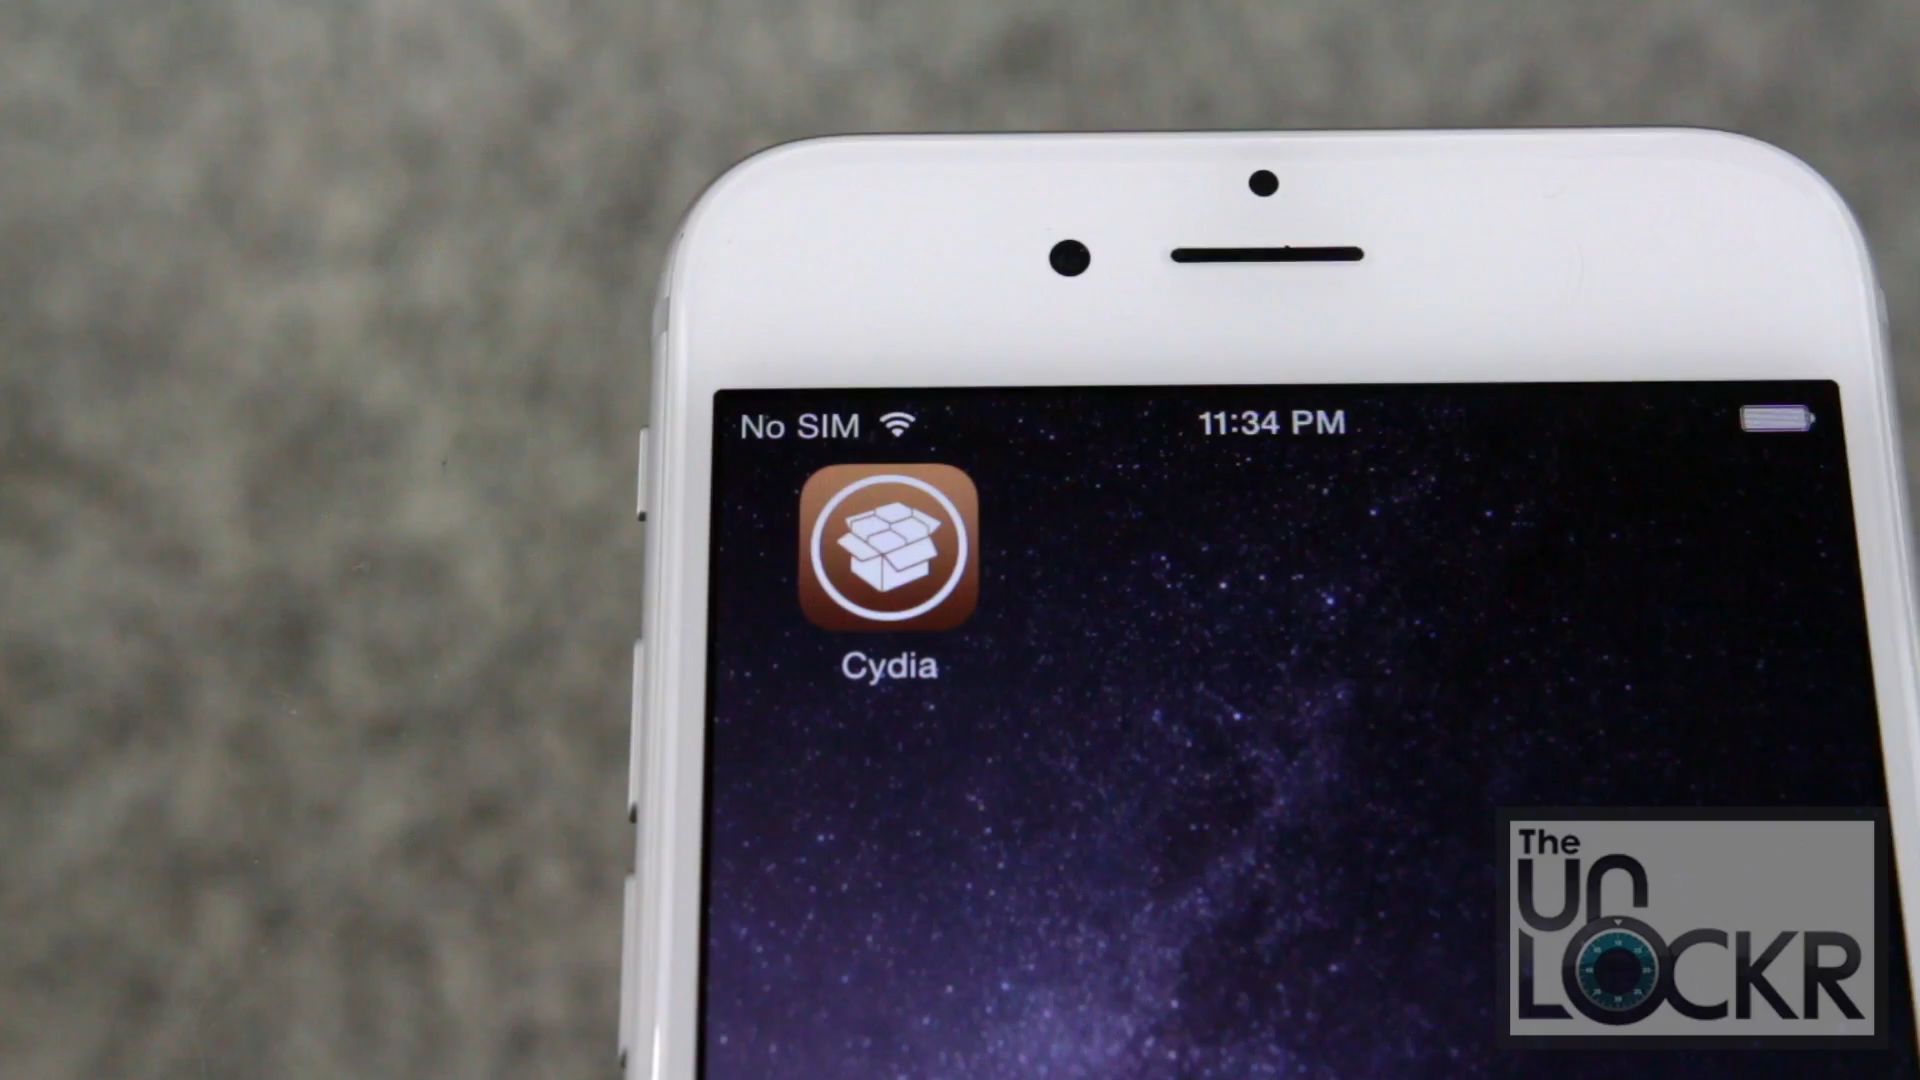 No SIM
11:34 PM
Cydia
The
Un
LOCKR